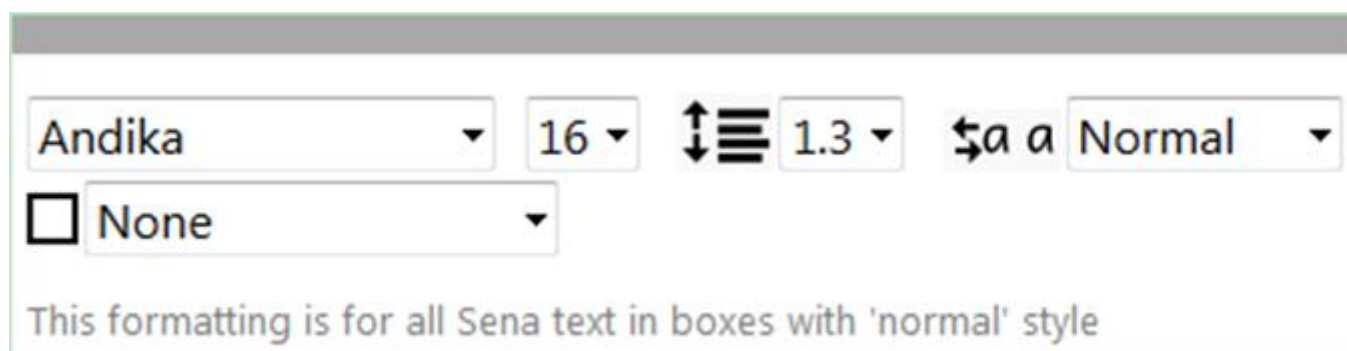 Andika 16 1.3 a a Normal
None
This formatting is for all Sena text in boxes with 'normal' style